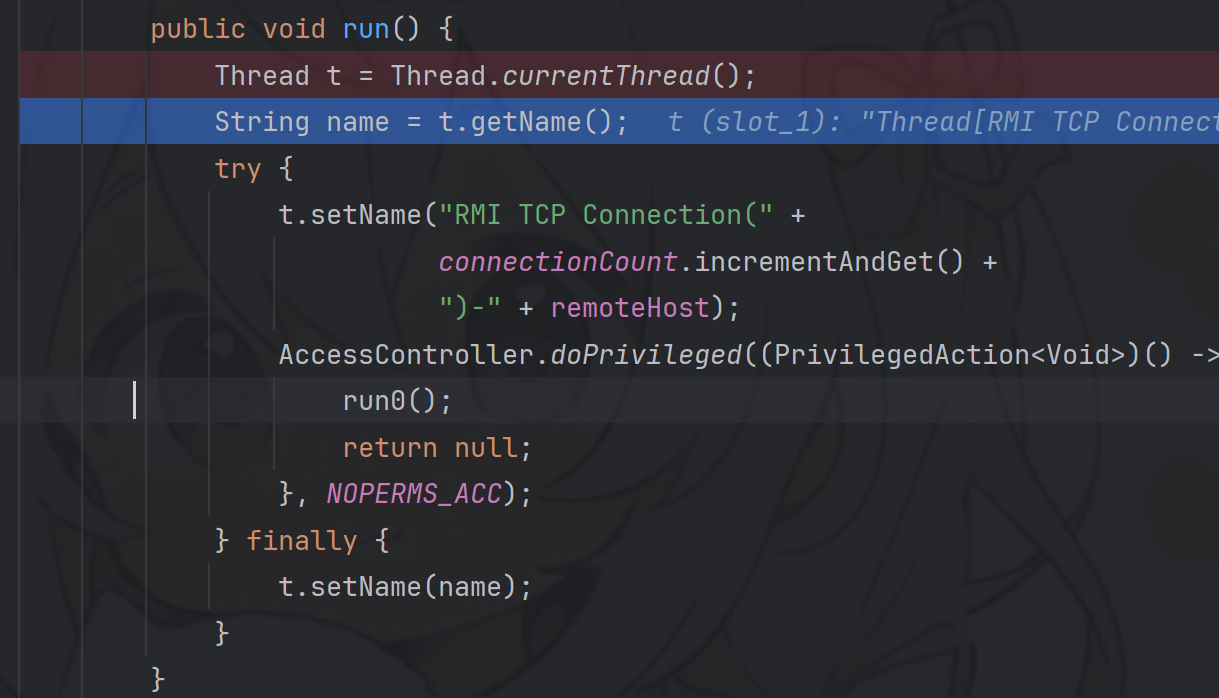 public void run() {
Thread t = Thread.currentThread();
String name = t.getName(); t (slot_1): "Thread[RMI TCP Connect
try {
t.setName("RMI TCP Connection(" +
connectionCount.incrementAndGet() +
")-" + remoteHost);
AccessController.doPrivileged((PrivilegedAction<Void>)() ->
run0();
return null;
}, NOPERMS_ACC);
} finally {
t.setName(name);
}
}